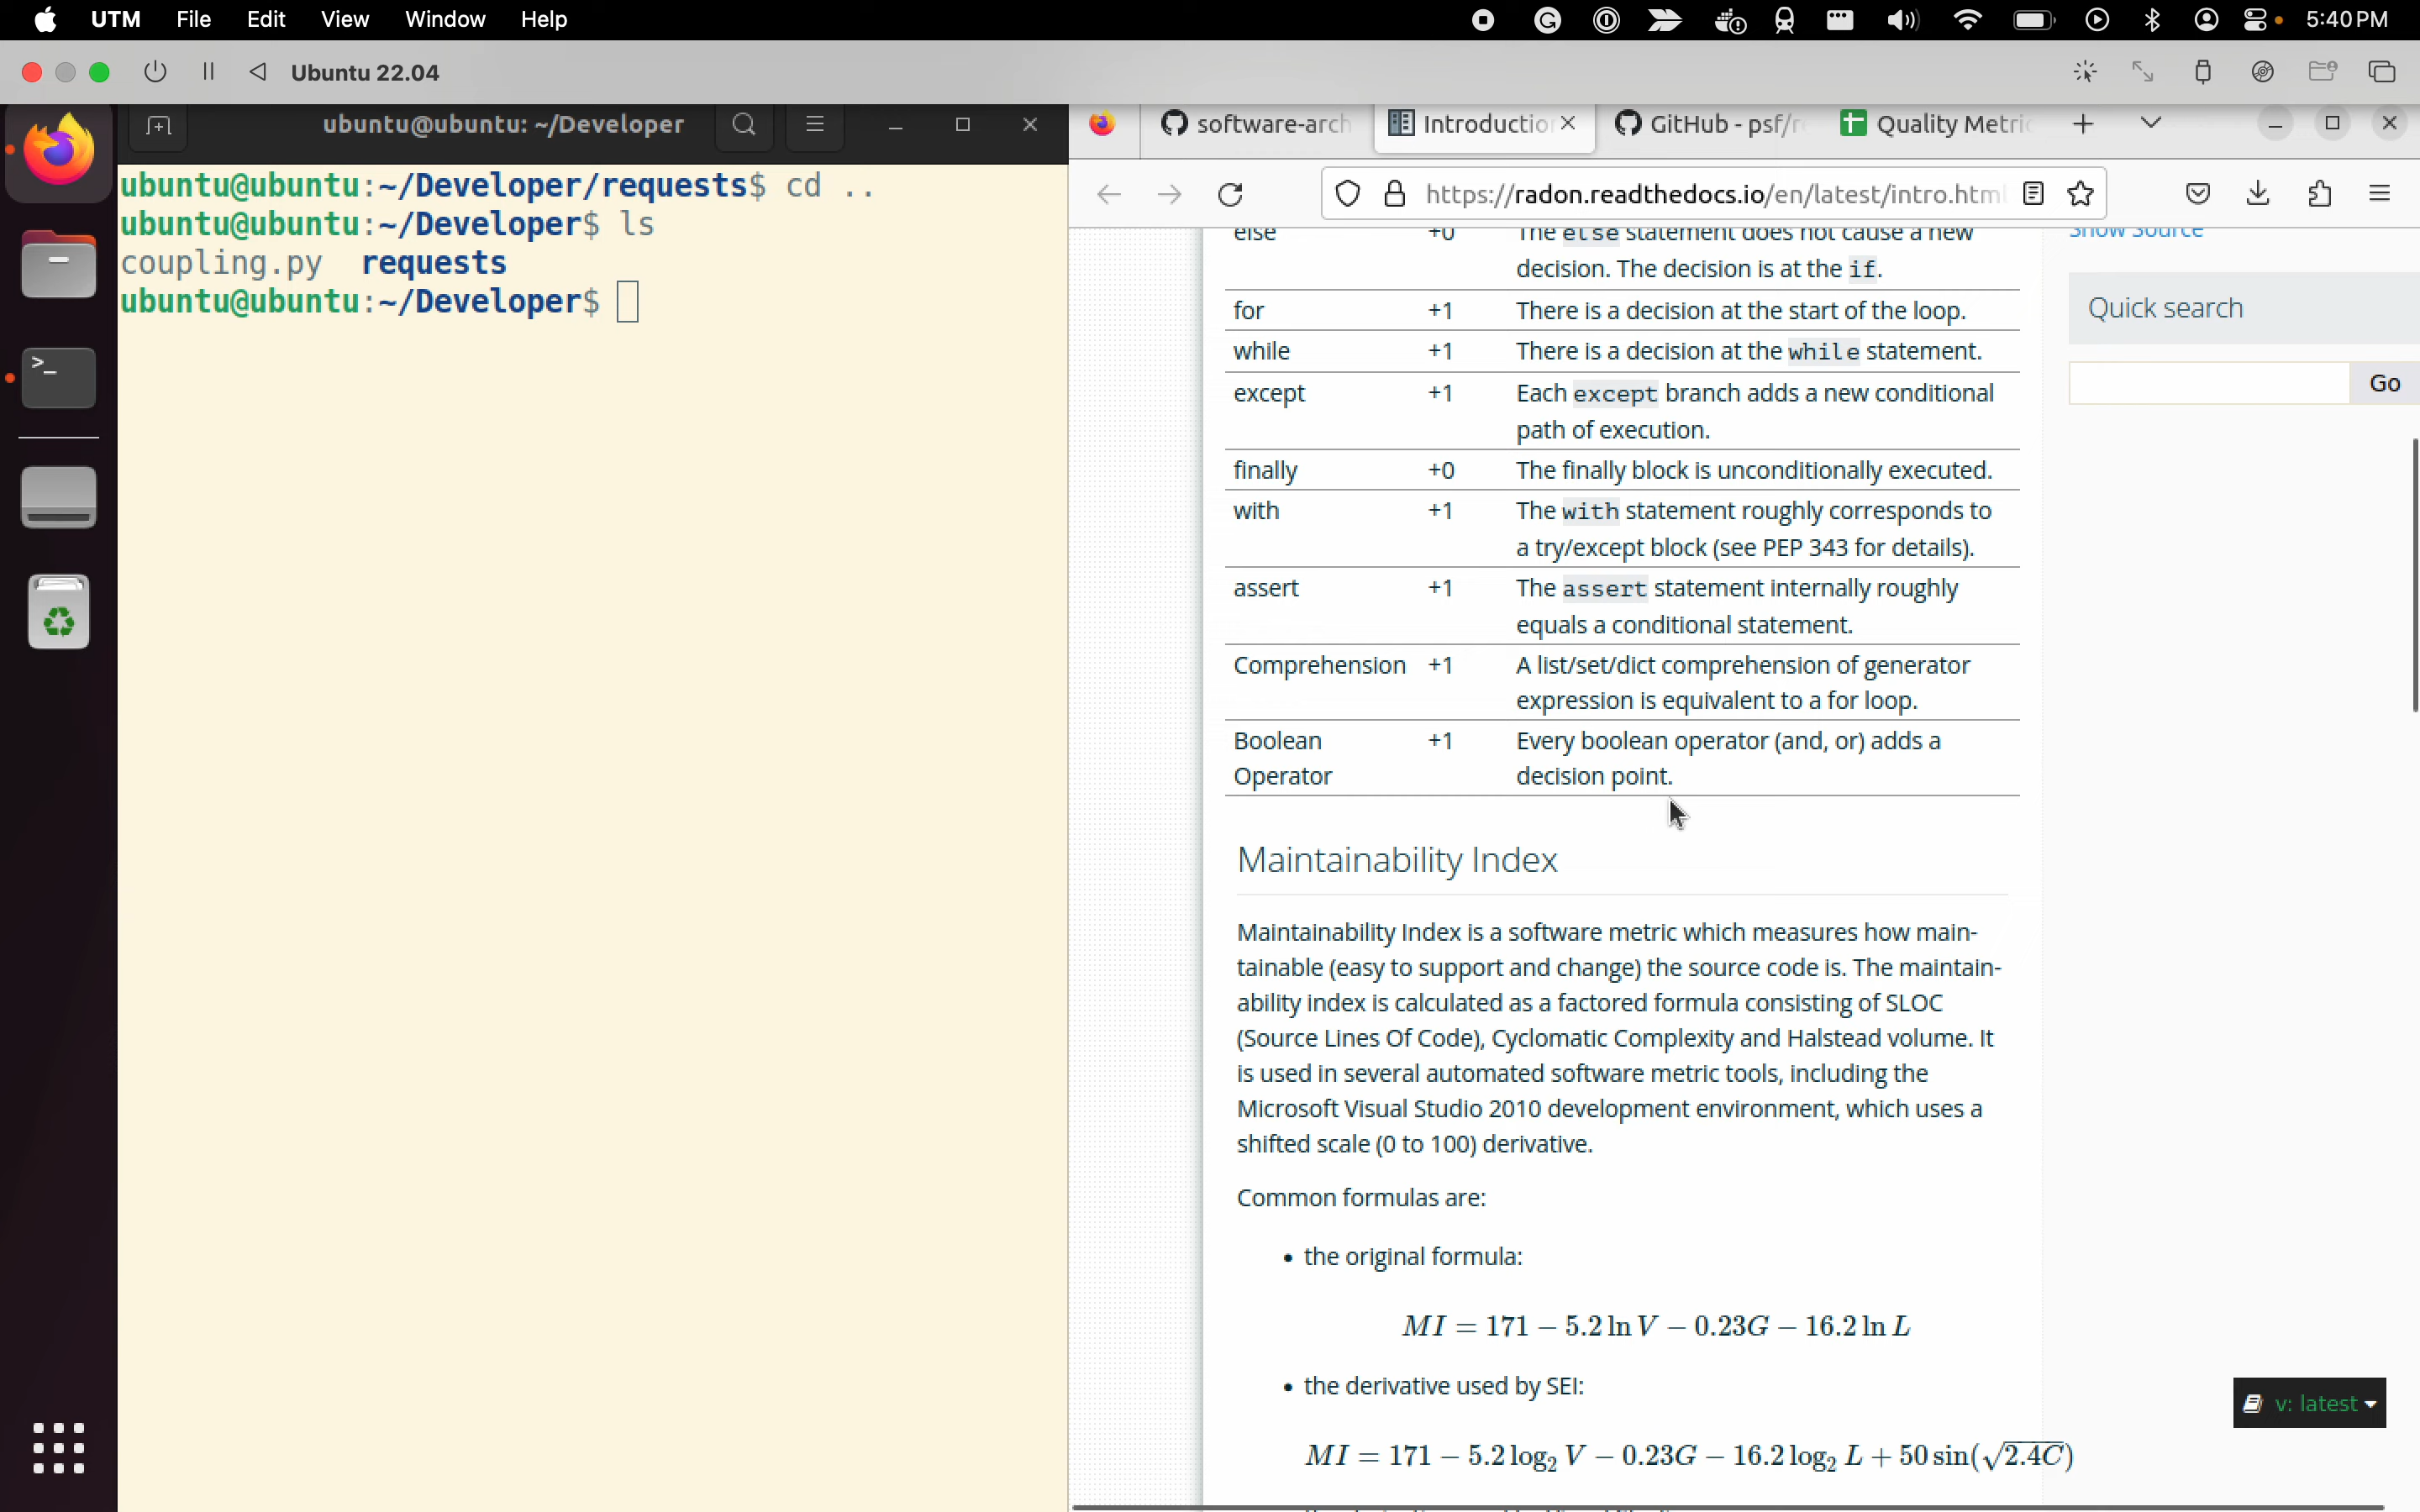 UTM File Edit View Window Help 5:40 PM
Ubuntu 22.04
ubuntu@ubuntu: ~/Developer
software-arch Introduction GitHub - psf/r Quality Metric
https://radon.readthedocs.io/en/latest/intro.html
ubuntu@ubuntu:~/Developer/requests$ cd ..
ubuntu@ubuntu:~/Developer$ ls
coupling.py requests
ubuntu@ubuntu:~/Developer$
else +0 The else statement does not cause a new
decision. The decision is at the if.
for +1 There is a decision at the start of the loop.
while +1 There is a decision at the while statement.
except +1 Each except branch adds a new conditional
path of execution.
finally +0 The finally block is unconditionally executed.
with +1 The with statement roughly corresponds to
a try/except block (see PEP 343 for details).
assert +1 The assert statement internally roughly
equals a conditional statement.
Comprehension +1 A list/set/dict comprehension of generator
expression is equivalent to a for loop.
Boolean +1 Every boolean operator (and, or) adds a
Operator decision point.
Maintainability Index
Maintainability Index is a software metric which measures how main-
tainable (easy to support and change) the source code is. The maintain-
ability index is calculated as a factored formula consisting of SLOC
(Source Lines Of Code), Cyclomatic Complexity and Halstead volume. It
is used in several automated software metric tools, including the
Microsoft Visual Studio 2010 development environment, which uses a
shifted scale (0 to 100) derivative.
Common formulas are:
• the original formula:
MI = 171 − 5.2 ln V − 0.23G − 16.2 ln L
• the derivative used by SEI:
MI = 171 − 5.2 log₂ V − 0.23G − 16.2 log₂ L + 50 sin(√2.4C)
Show Source
Quick search
Go
v: latest